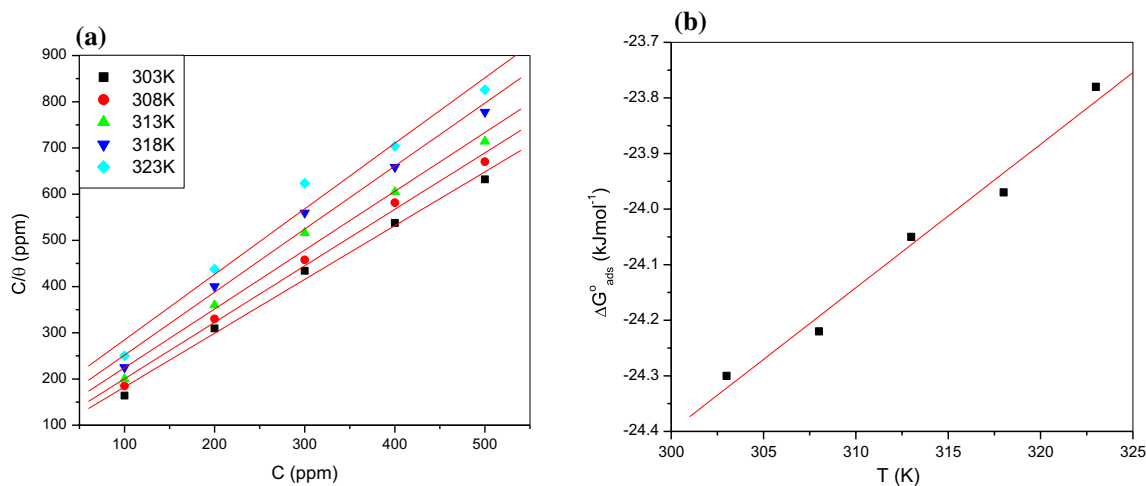 (a)
900
800
700
600
500
400
300
200
100
C/θ (ppm)
303K
308K
313K
318K
323K
100 200 300 400 500
C (ppm)
(b)
-23.7
-23.8
-23.9
-24.0
-24.1
-24.2
-24.3
-24.4
ΔG°ads (kJmol⁻¹)
300 305 310 315 320 325
T (K)